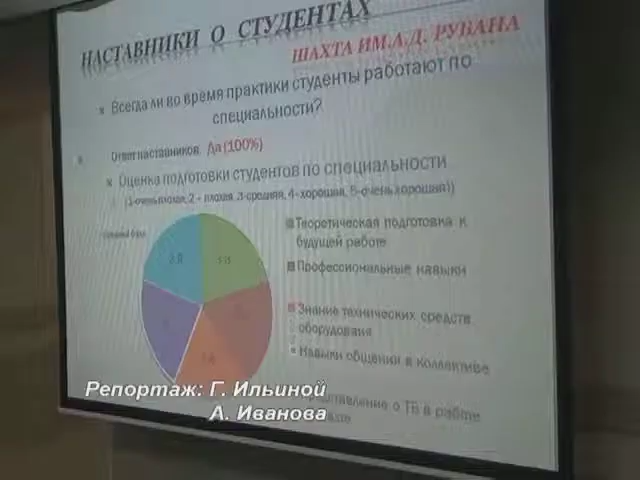 НАСТАВНИКИ О СТУДЕНТАХ
ШАХТА ИМ.А.Д. РУБАНА
Всегда ли во время практики студенты работают по
специальности?
Ответ наставников: Да (100%)
Оценка подготовки студентов по специальности
(1-очень плохая, 2 - плохая, 3-средняя, 4-хорошая, 5-очень хорошая))
Теоретическая подготовка к
будущей работе
Профессиональные навыки
Знание технических средств
оборудования
Навыки общения в коллективе
о ТБ в работе
Репортаж: Г. Ильиной
А. Иванова